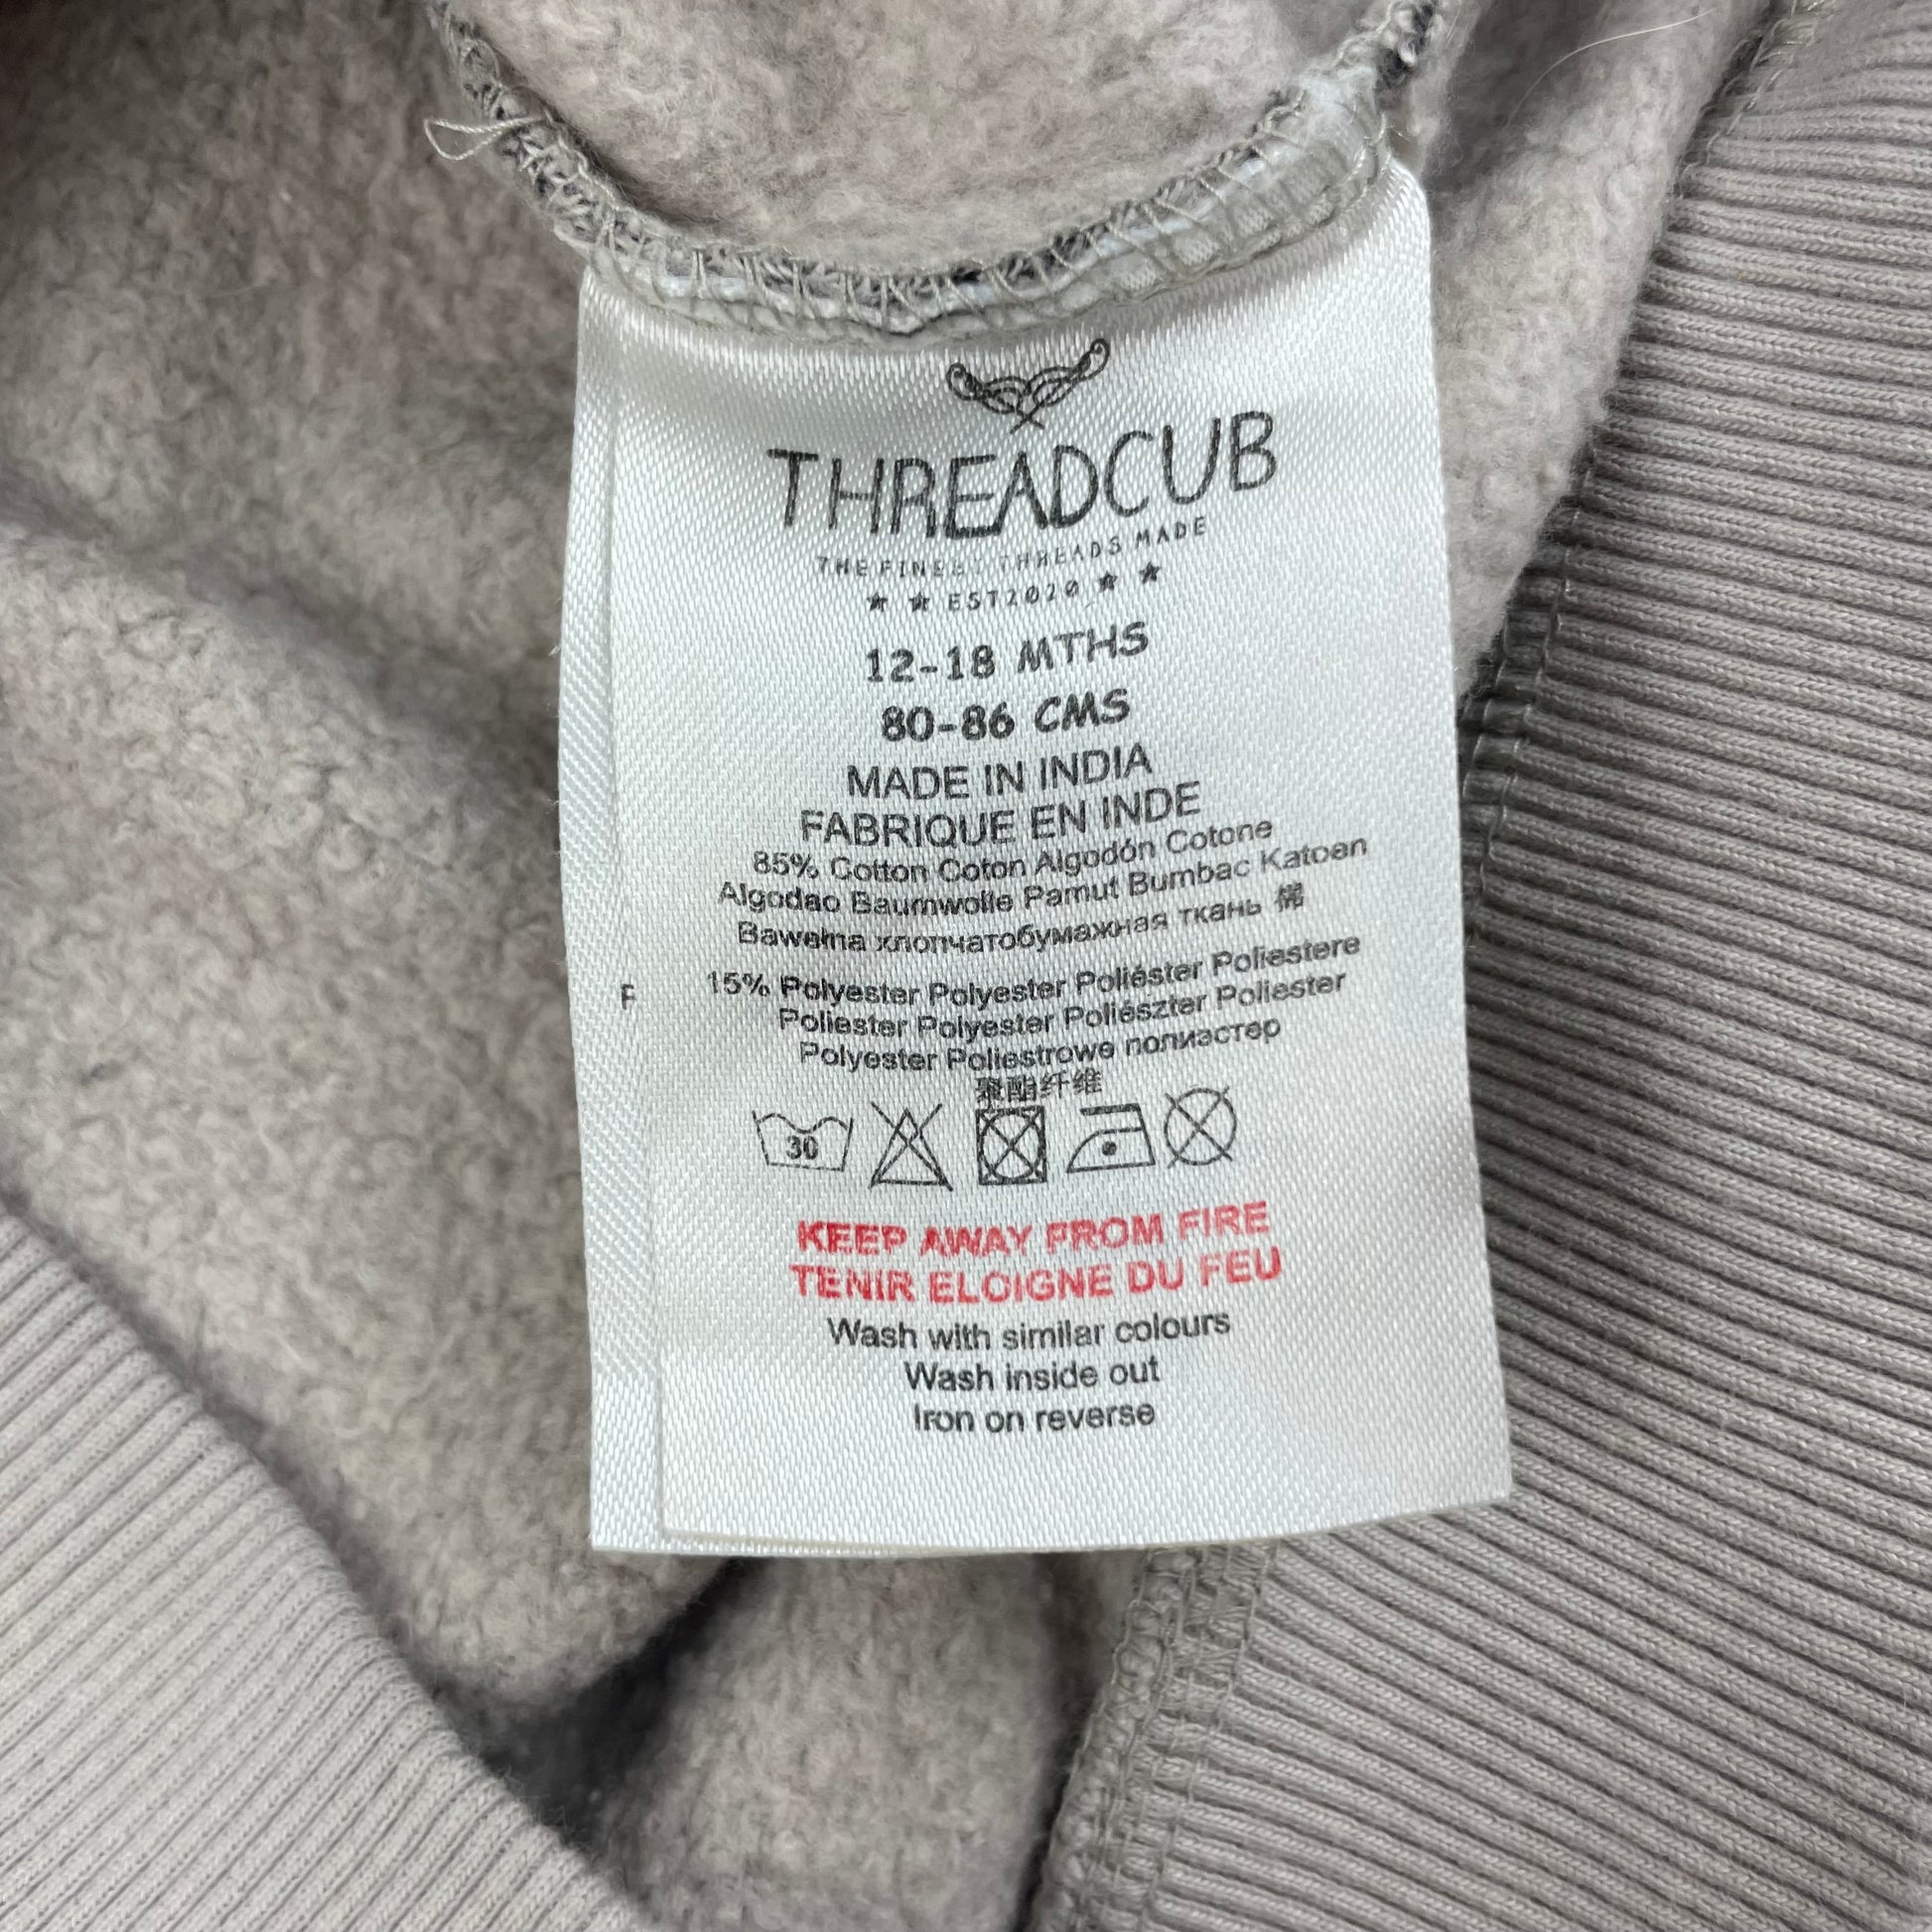 THREADCUB
THE FINEST THREADS MADE
★ ★ EST2020 ★ ★
12-18 MTHS
80-86 CMS
MADE IN INDIA
FABRIQUE EN INDE
85% Cotton Coton Algodón Cotone
Algodao Baumwolle Pamut Bumbac Katoen
Bawełna хлопчатобумажная ткань 棉
F
15% Polyester Polyester Poliéster Poliestere
Poliester Polyester Poliészter Poliester
Polyester Poliestrowe полиэстер
聚酯纤维
30
KEEP AWAY FROM FIRE
TENIR ELOIGNE DU FEU
Wash with similar colours
Wash inside out
Iron on reverse